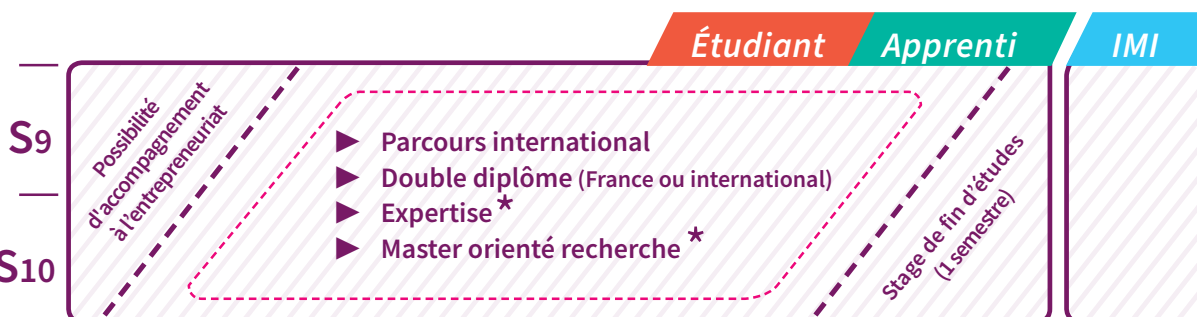 Étudiant
Apprenti
IMI
S9
S10
Possibilité
d'accompagnement
à l'entrepreneuriat
► Parcours international
► Double diplôme (France ou international)
► Expertise*
► Master orienté recherche*
Stage de fin d'études
(1 semestre)